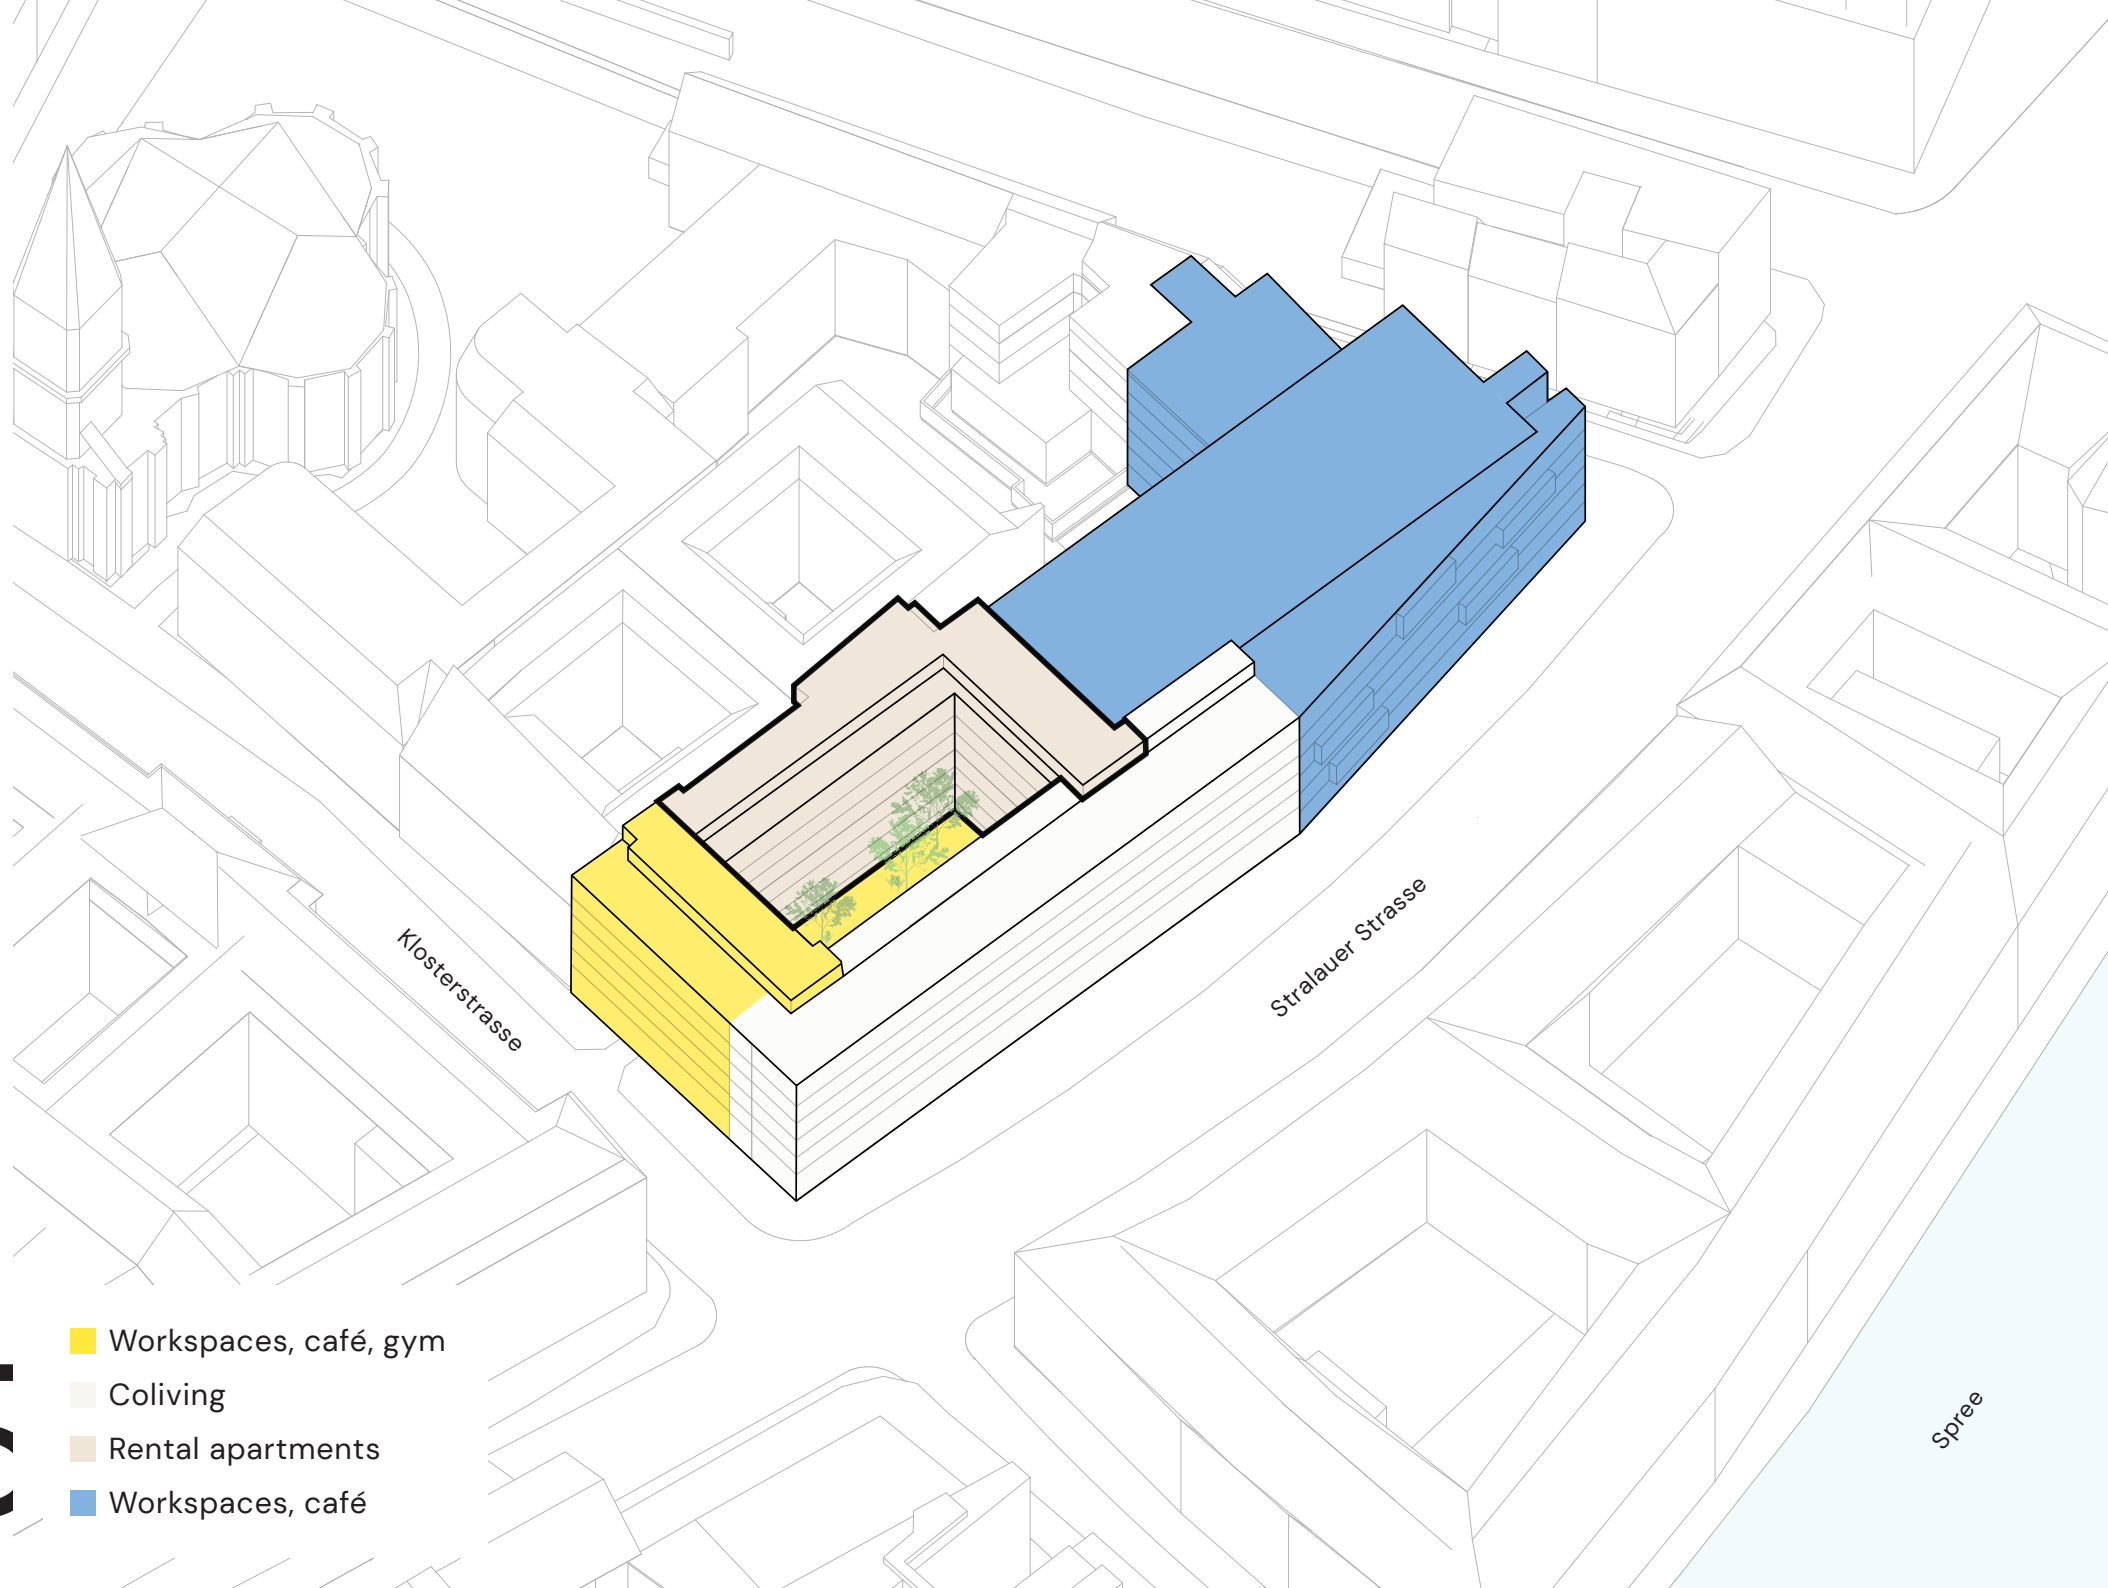 Klosterstrasse
Stralauer Strasse
Spree
Workspaces, café, gym
Coliving
Rental apartments
Workspaces, café